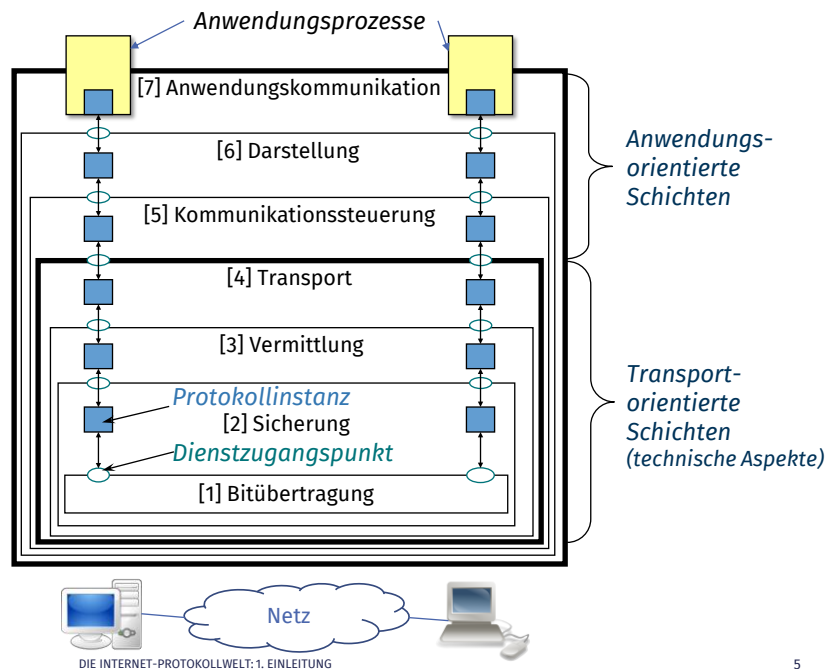 Anwendungsprozesse
[7] Anwendungskommunikation
[6] Darstellung
[5] Kommunikationssteuerung
[4] Transport
[3] Vermittlung
Protokollinstanz
[2] Sicherung
Dienstzugangspunkt
[1] Bitübertragung
Anwendungs-
orientierte
Schichten
Transport-
orientierte
Schichten
(technische Aspekte)
Netz
DIE INTERNET-PROTOKOLLWELT: 1. EINLEITUNG
5